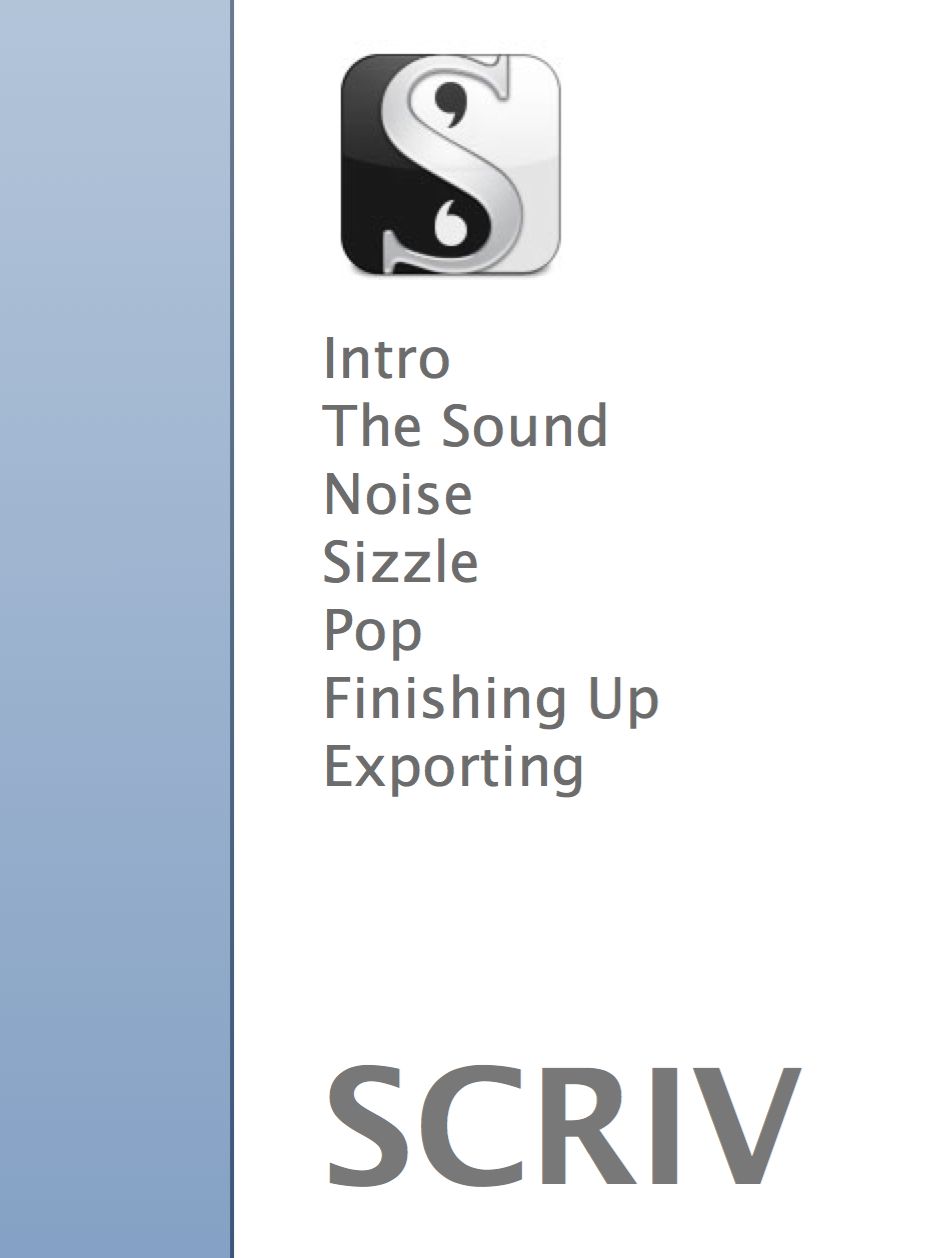 Intro
The Sound
Noise
Sizzle
Pop
Finishing Up
Exporting
SCRIV